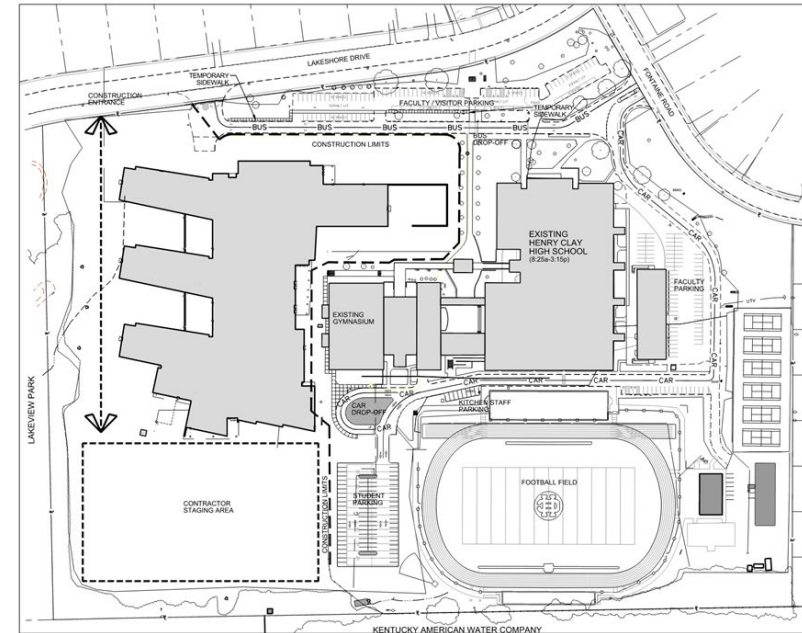 LAKESHORE DRIVE
FONTAINE ROAD
TEMPORARY
SIDEWALK
CONSTRUCTION
ENTRANCE
FACULTY / VISITOR PARKING
TEMPORARY
SIDEWALK
BUS
BUS
BUS
BUS
BUS
BUS
BUS
DROP-OFF
CAR
CONSTRUCTION LIMITS
CAR
CAR
EXISTING
HENRY CLAY
HIGH SCHOOL
(8:25a-3:15p)
FACULTY
PARKING
CAR
UTV
EXISTING
GYMNASIUM
CAR
CAR
CAR
CAR
CAR
CAR
CAR
CAR
DROP-OFF
KITCHEN STAFF
PARKING
LAKEVIEW PARK
CONTRACTOR
STAGING AREA
CONSTRUCTION LIMITS
STUDENT
PARKING
FOOTBALL FIELD
KENTUCKY AMERICAN WATER COMPANY